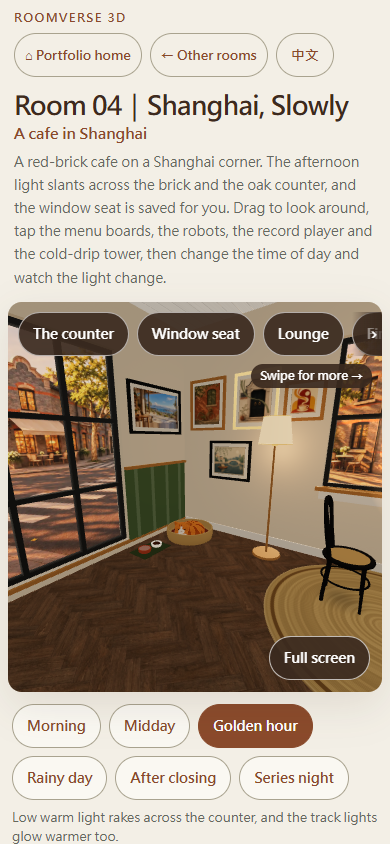 ROOMVERSE 3D
⌂ Portfolio home
← Other rooms
中文
Room 04 | Shanghai, Slowly
A cafe in Shanghai
A red-brick cafe on a Shanghai corner. The afternoon
light slants across the brick and the oak counter, and
the window seat is saved for you. Drag to look around,
tap the menu boards, the robots, the record player and
the cold-drip tower, then change the time of day and
watch the light change.
The counter
Window seat
Lounge
›
Swipe for more →
Full screen
Morning
Midday
Golden hour
Rainy day
After closing
Series night
Low warm light rakes across the counter, and the track lights
glow warmer too.